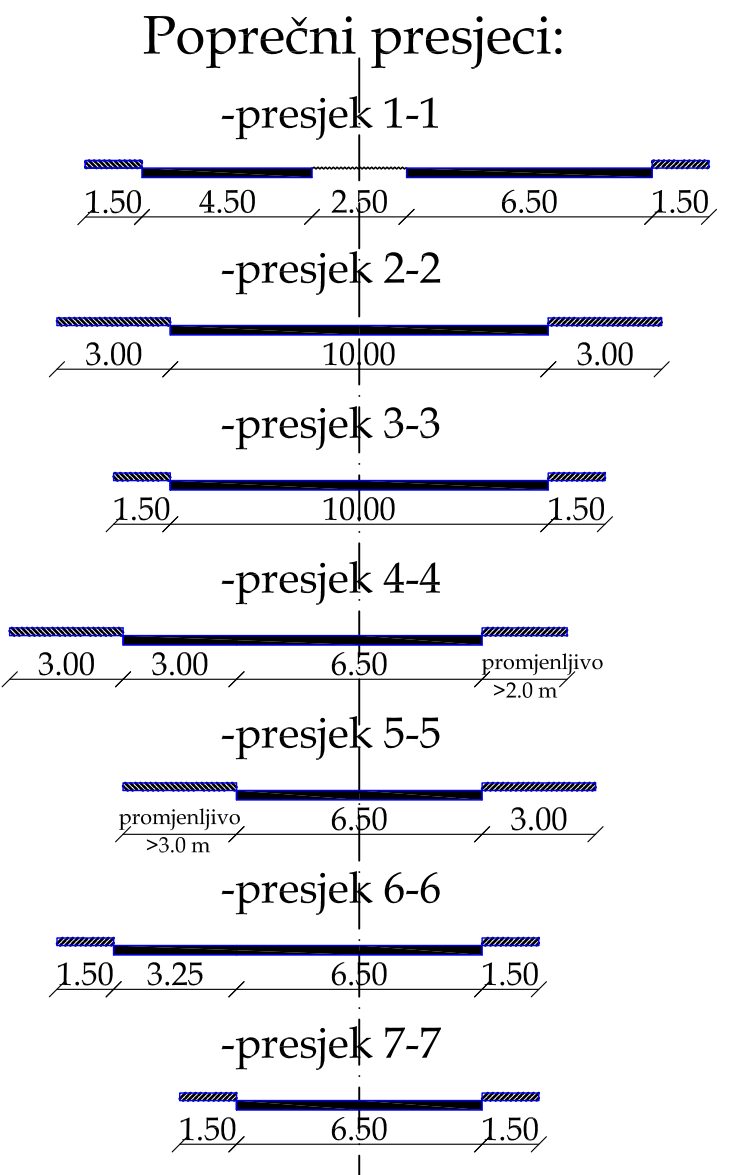 Poprečni presjeci:
-presjek 1-1
1.50 4.50 2.50 6.50 1.50
-presjek 2-2
3.00 10.00 3.00
-presjek 3-3
1.50 10.00 1.50
-presjek 4-4
3.00 3.00 6.50 promjenljivo
>2.0 m
-presjek 5-5
promjenljivo 6.50 3.00
>3.0 m
-presjek 6-6
1.50 3.25 6.50 1.50
-presjek 7-7
1.50 6.50 1.50